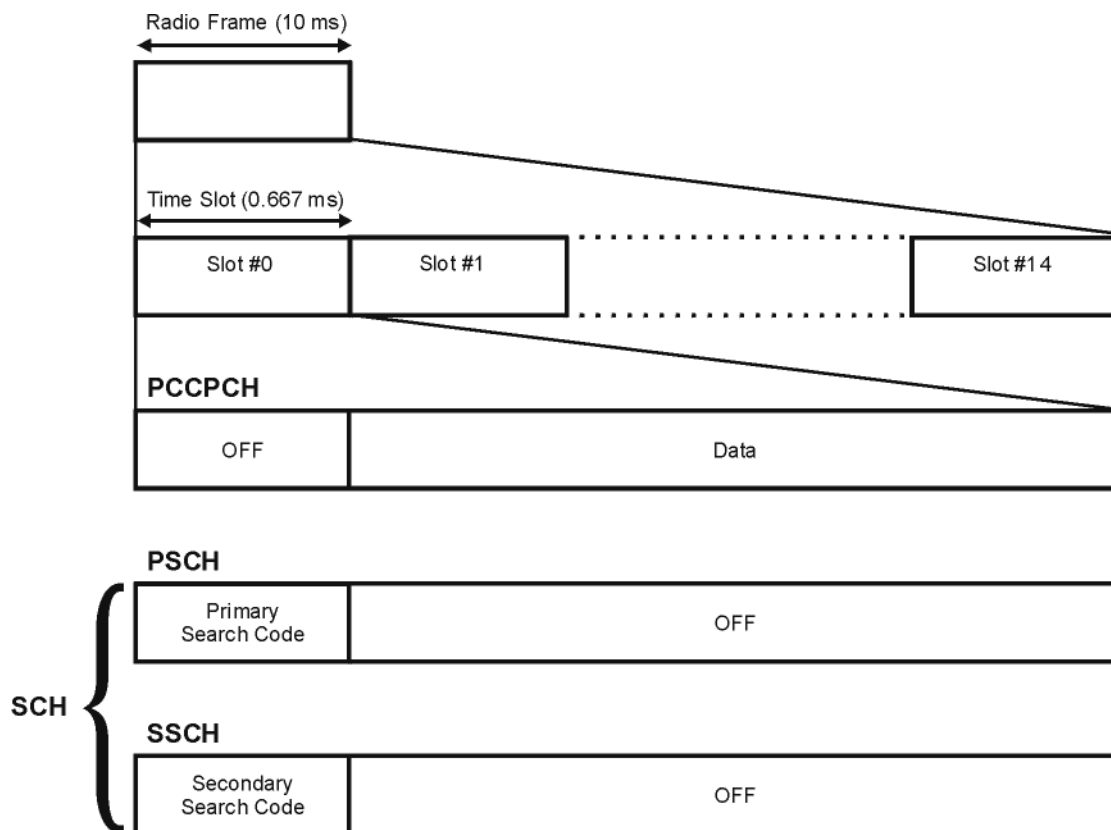 Radio Frame (10 ms)
Time Slot (0.667 ms)
Slot #0
Slot #1
Slot #14
PCCPCH
OFF
Data
PSCH
Primary
Search Code
OFF
SCH
SSCH
Secondary
Search Code
OFF